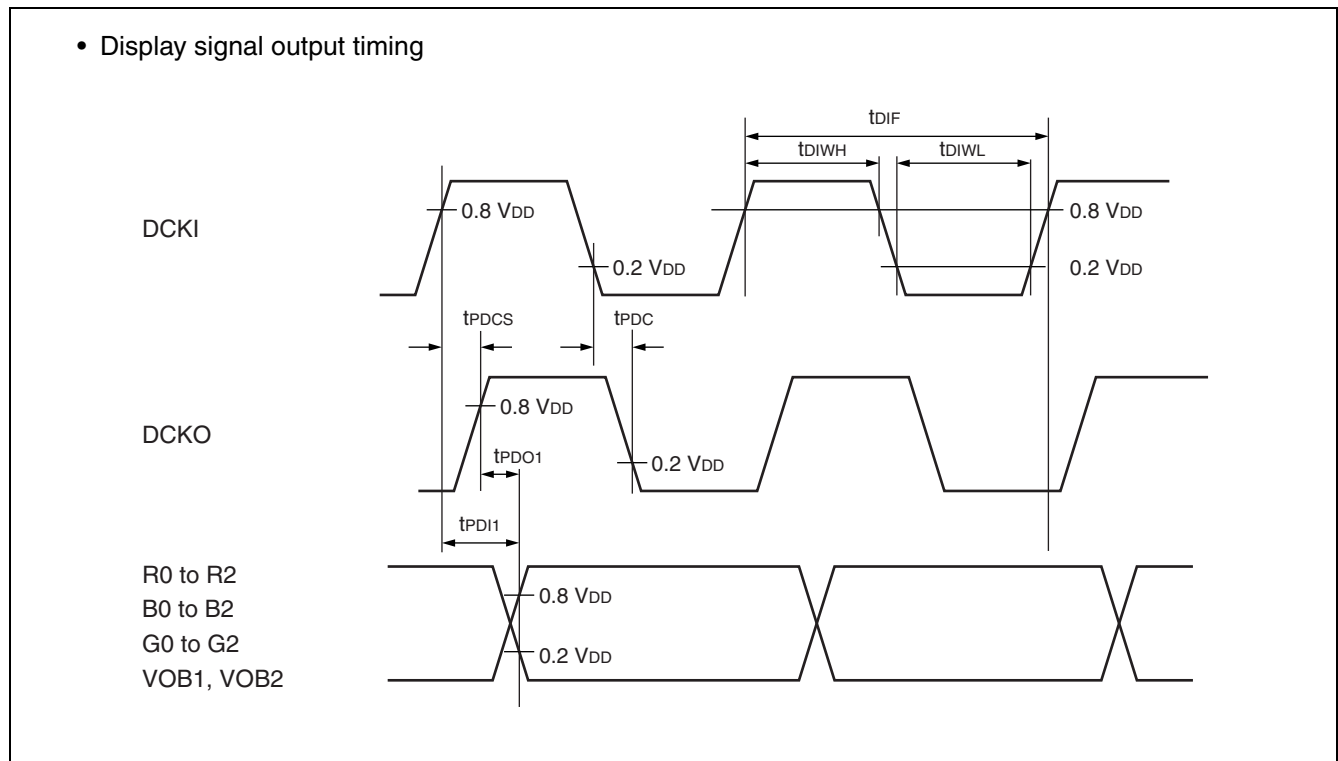 • Display signal output timing
tDIF
tDIWH
tDIWL
DCKI
0.8 VDD
0.8 VDD
0.2 VDD
0.2 VDD
tPDCS
tPDC
DCKO
0.8 VDD
0.2 VDD
tPDO1
tPDI1
R0 to R2
B0 to B2
G0 to G2
VOB1, VOB2
0.8 VDD
0.2 VDD